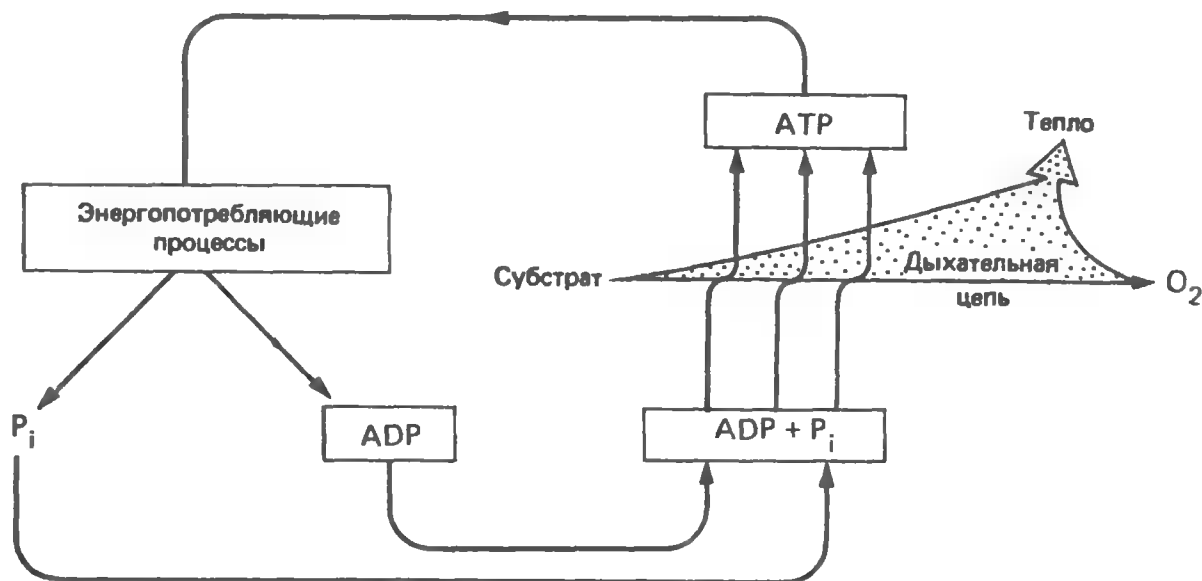 ATP
Тепло
Энергопотребляющие
процессы
Субстрат
Дыхательная
цепь
O₂
Pᵢ
ADP
ADP + Pᵢ